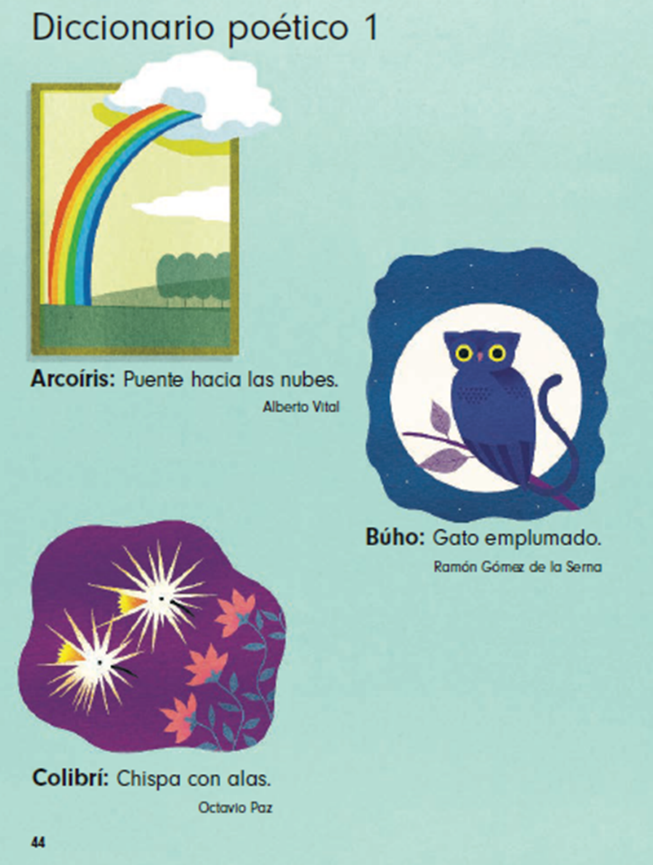 Diccionario poético 1
Arcoíris: Puente hacia las nubes.
Alberto Vital
Búho: Gato emplumado.
Ramón Gómez de la Serna
Colibrí: Chispa con alas.
Octavio Paz
44